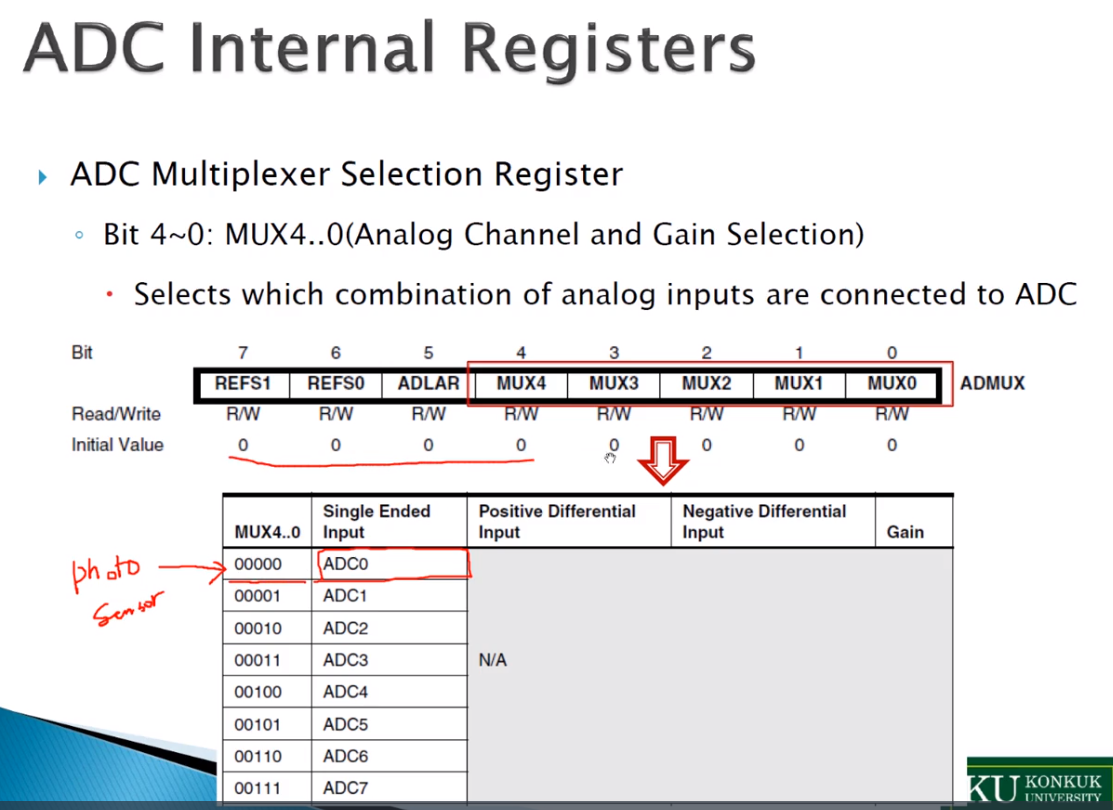 ADC Internal Registers
ADC Multiplexer Selection Register
Bit 4~0: MUX4..0(Analog Channel and Gain Selection)
Selects which combination of analog inputs are connected to ADC
Bit 7 6 5 4 3 2 1 0
REFS1 REFS0 ADLAR MUX4 MUX3 MUX2 MUX1 MUX0 ADMUX
Read/Write R/W R/W R/W R/W R/W R/W R/W R/W
Initial Value 0 0 0 0 0 0 0 0
MUX4..0 Single Ended Input Positive Differential Input Negative Differential Input Gain
photo sensor
00000 ADC0
00001 ADC1
00010 ADC2
00011 ADC3 N/A
00100 ADC4
00101 ADC5
00110 ADC6
00111 ADC7
KU KONKUK
UNIVERSITY